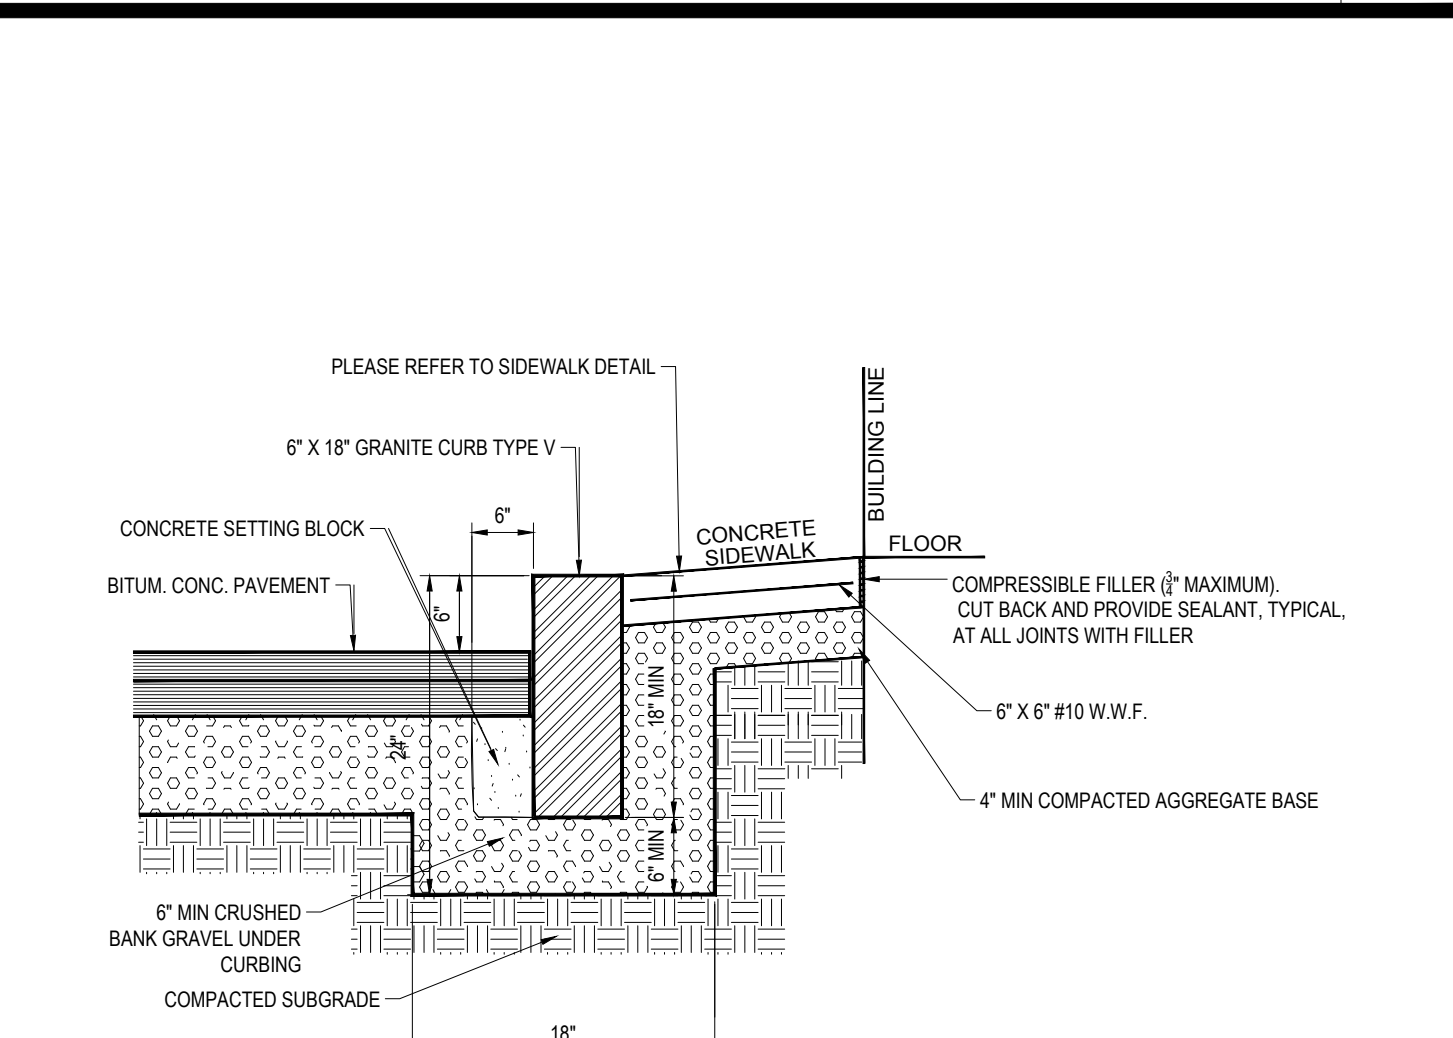 PLEASE REFER TO SIDEWALK DETAIL
BUILDING LINE
6" X 18" GRANITE CURB TYPE V
6"
CONCRETE SETTING BLOCK
CONCRETE
SIDEWALK
FLOOR
BITUM. CONC. PAVEMENT
COMPRESSIBLE FILLER (¾" MAXIMUM).
CUT BACK AND PROVIDE SEALANT, TYPICAL,
AT ALL JOINTS WITH FILLER
6"
18" MIN
6" X 6" #10 W.W.F.
24"
4" MIN COMPACTED AGGREGATE BASE
6" MIN
6" MIN CRUSHED
BANK GRAVEL UNDER
CURBING
COMPACTED SUBGRADE
18"